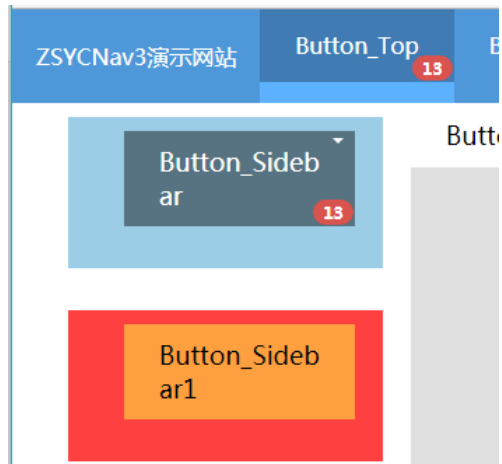 ZSYCNav3演示网站
Button_Top
13
Button_Sideb
ar
13
Button_Sideb
ar1